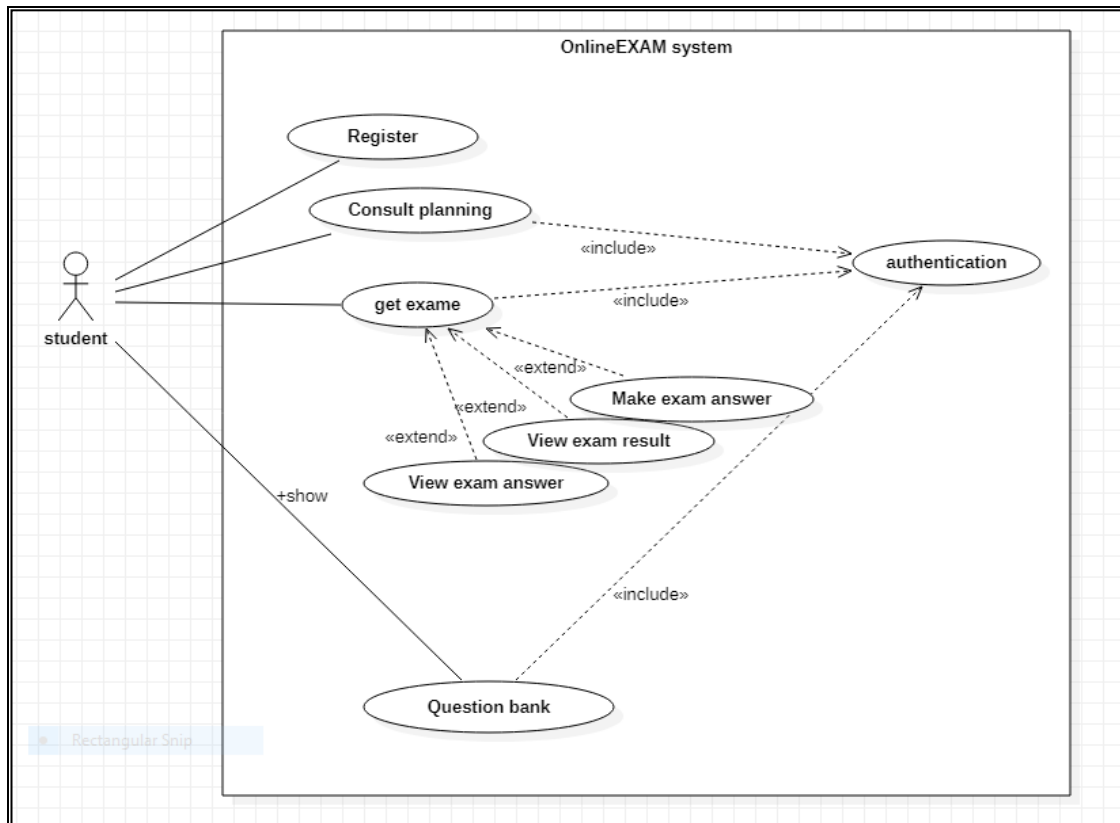 OnlineEXAM system
Register
Consult planning
«include»
authentication
«include»
get exame
student
«extend»
Make exam answer
«extend»
«extend»
View exam result
View exam answer
+show
«include»
Question bank
Rectangular Snip